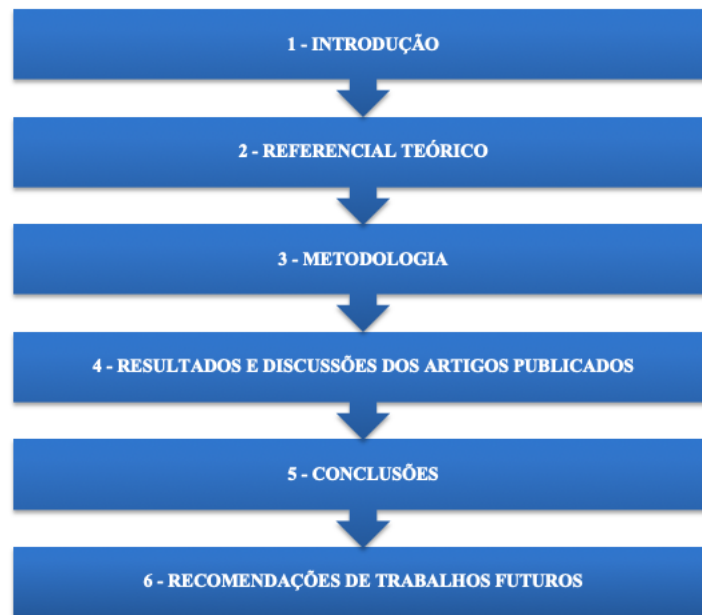 1 - INTRODUÇÃO
2 - REFERENCIAL TEÓRICO
3 - METODOLOGIA
4 - RESULTADOS E DISCUSSÕES DOS ARTIGOS PUBLICADOS
5 - CONCLUSÕES
6 - RECOMENDAÇÕES DE TRABALHOS FUTUROS